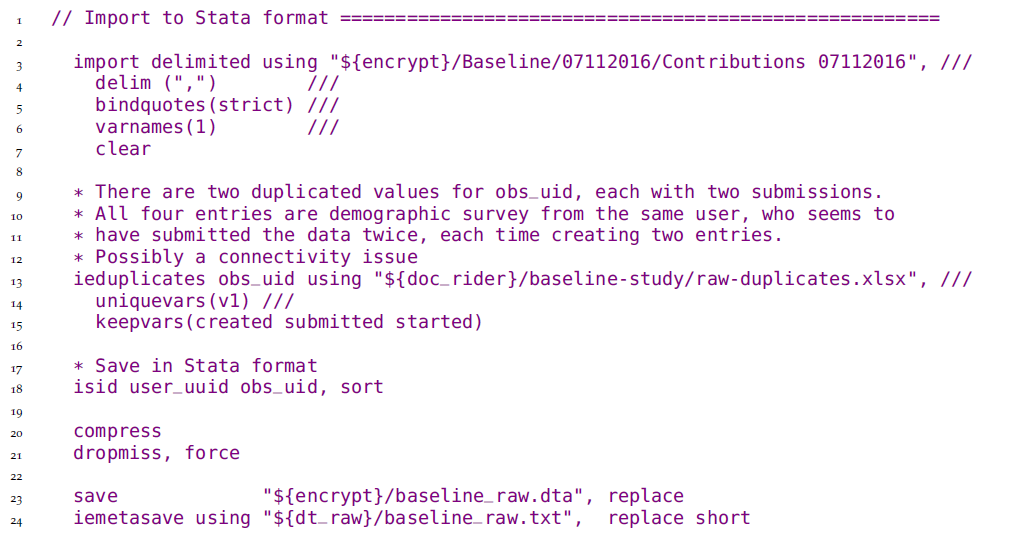 1 // Import to Stata format ======================================================
2
3 import delimited using "${encrypt}/Baseline/07112016/Contributions 07112016", ///
4 delim (",") ///
5 bindquotes(strict) ///
6 varnames(1) ///
7 clear
8
9 * There are two duplicated values for obs_uid, each with two submissions.
10 * All four entries are demographic survey from the same user, who seems to
11 * have submitted the data twice, each time creating two entries.
12 * Possibly a connectivity issue
13 ieduplicates obs_uid using "${doc_rider}/baseline-study/raw-duplicates.xlsx", ///
14 uniquevars(v1) ///
15 keepvars(created submitted started)
16
17 * Save in Stata format
18 isid user_uuid obs_uid, sort
19
20 compress
21 dropmiss, force
22
23 save "${encrypt}/baseline_raw.dta", replace
24 iemetasave using "${dt_raw}/baseline_raw.txt", replace short